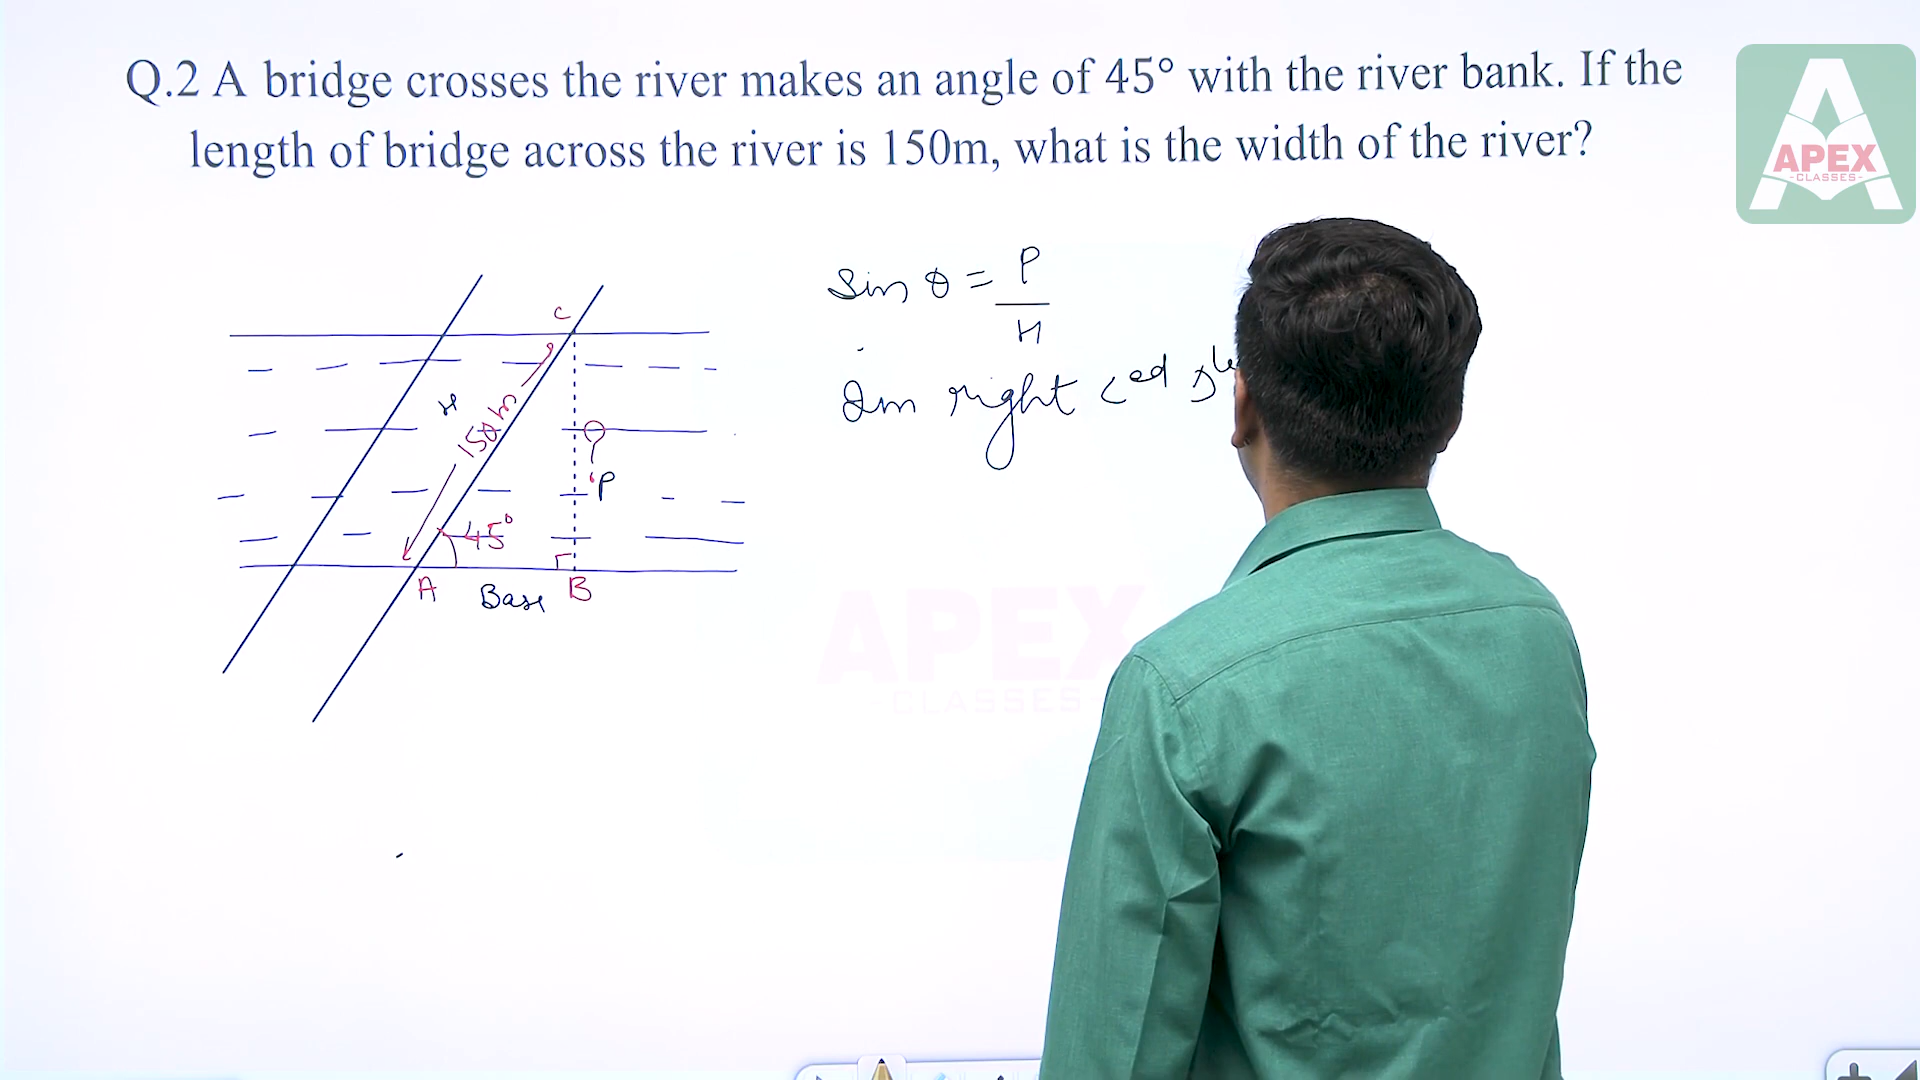 Q.2 A bridge crosses the river makes an angle of 45° with the river bank. If the
length of bridge across the river is 150m, what is the width of the river?
APEX
-CLASSES-
Sin θ = P
H
In right
C
H
150m
P
45°
A
Base
B
APEX
-CLASSES-